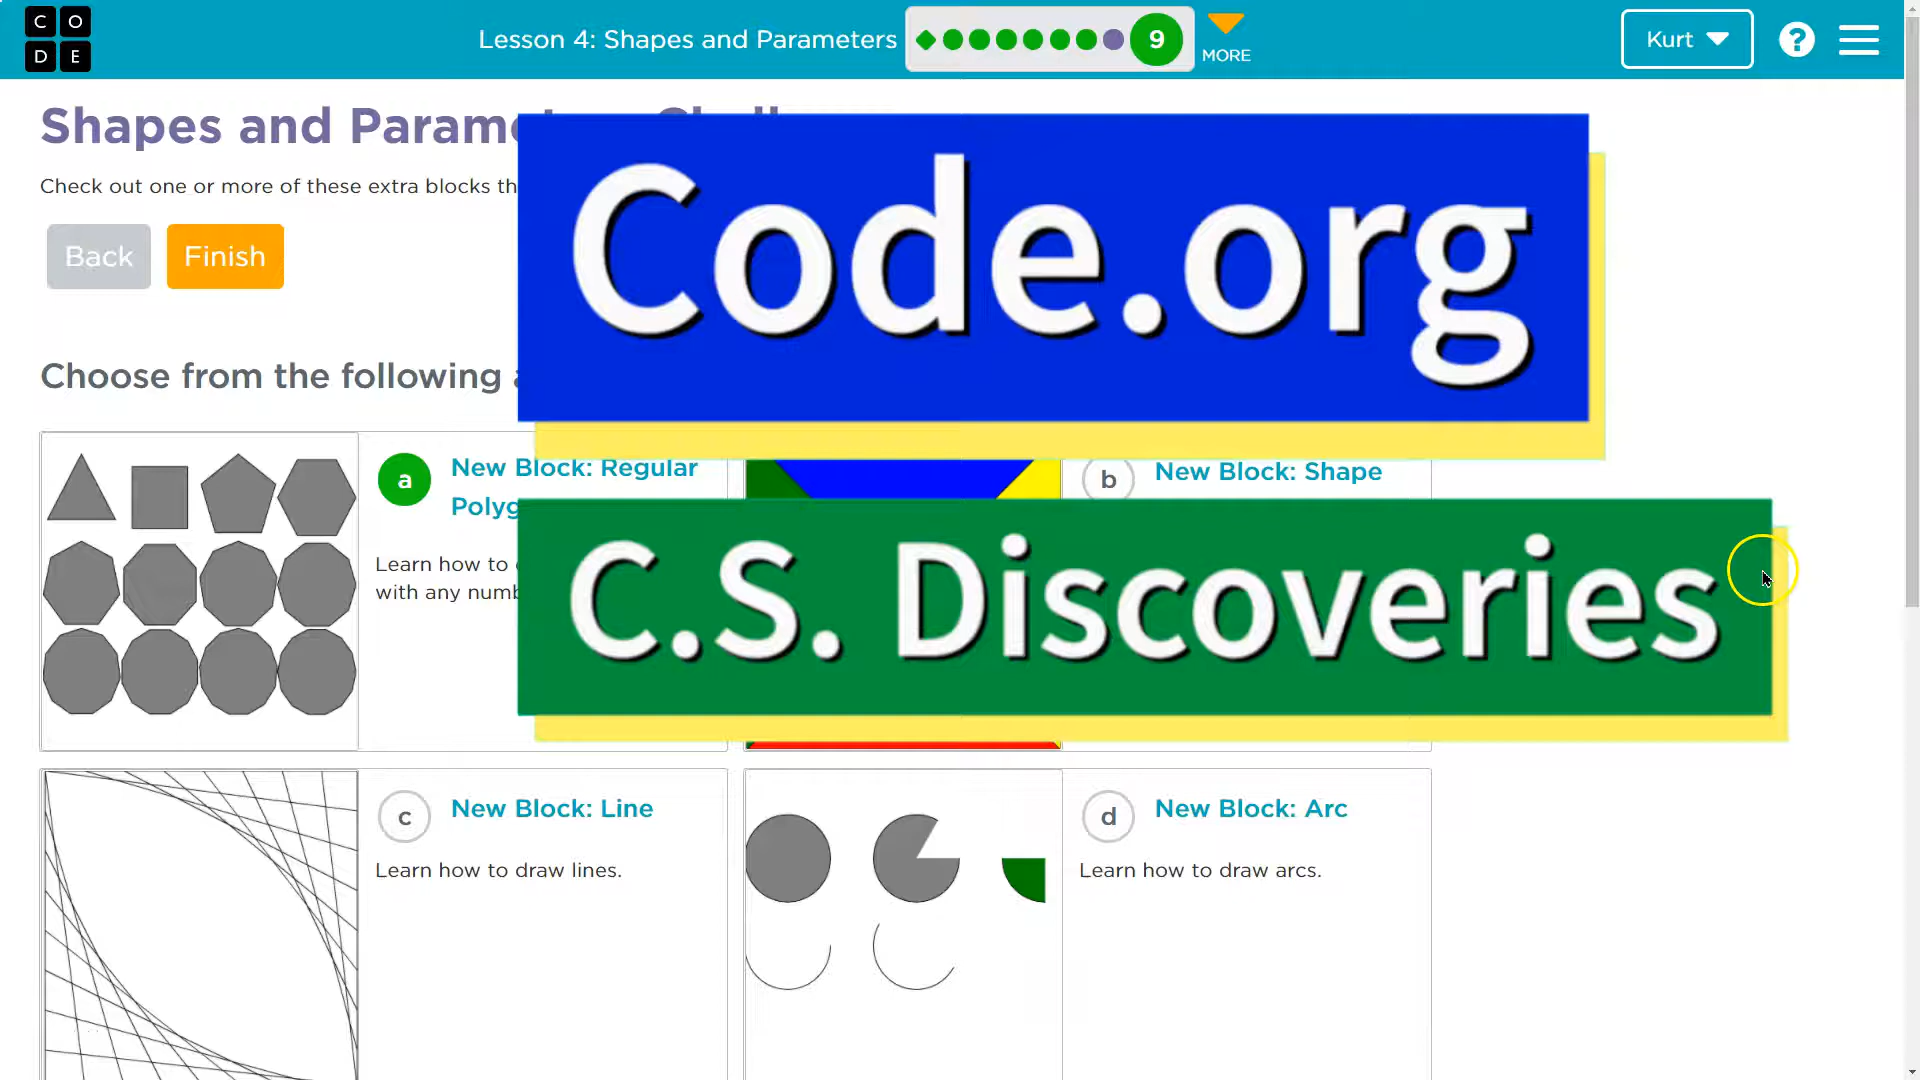 C O
D E
Lesson 4: Shapes and Parameters
9
MORE
Kurt
?
Shapes and Parame
Check out one or more of these extra blocks th
Back
Finish
Code.org
Choose from the following
a
New Block: Regular
Polyg
Learn how to
with any numb
b
New Block: Shape
C.S. Discoveries
c
New Block: Line
Learn how to draw lines.
d
New Block: Arc
Learn how to draw arcs.